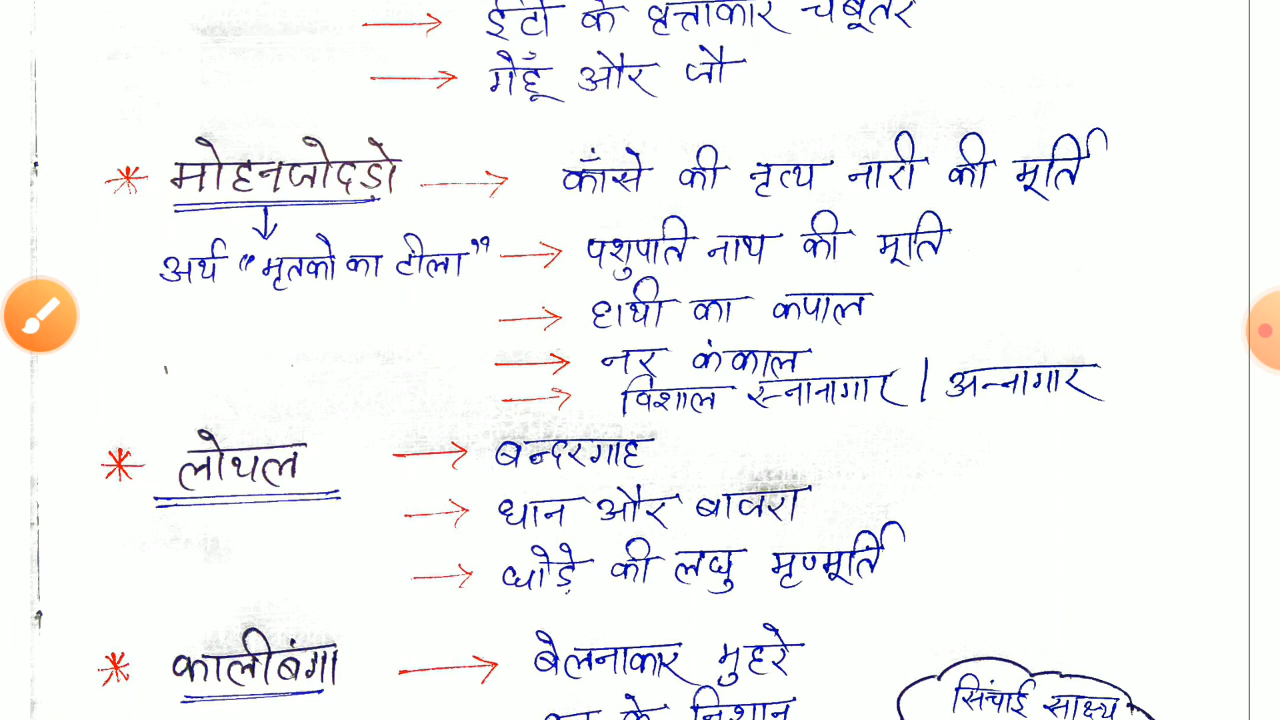 → ईंटो के वृत्ताकार चबूतरे
→ गेहूँ और जौ
* मोहनजोदड़ो → काँसे की नृत्य नारी की मूर्ति
अर्थ "मृतको का टीला" → पशुपति नाथ की मूर्ति
→ हाथी का कपाल
→ नर कंकाल
→ विशाल स्नानागार / अन्नागार
* लोथल → बन्दरगाह
→ धान और बाजरा
→ घोड़े की लघु मृण्मूर्ति
* कालीबंगा → बेलनाकार मुहरे
के निशान
सिंचाई साक्ष्य